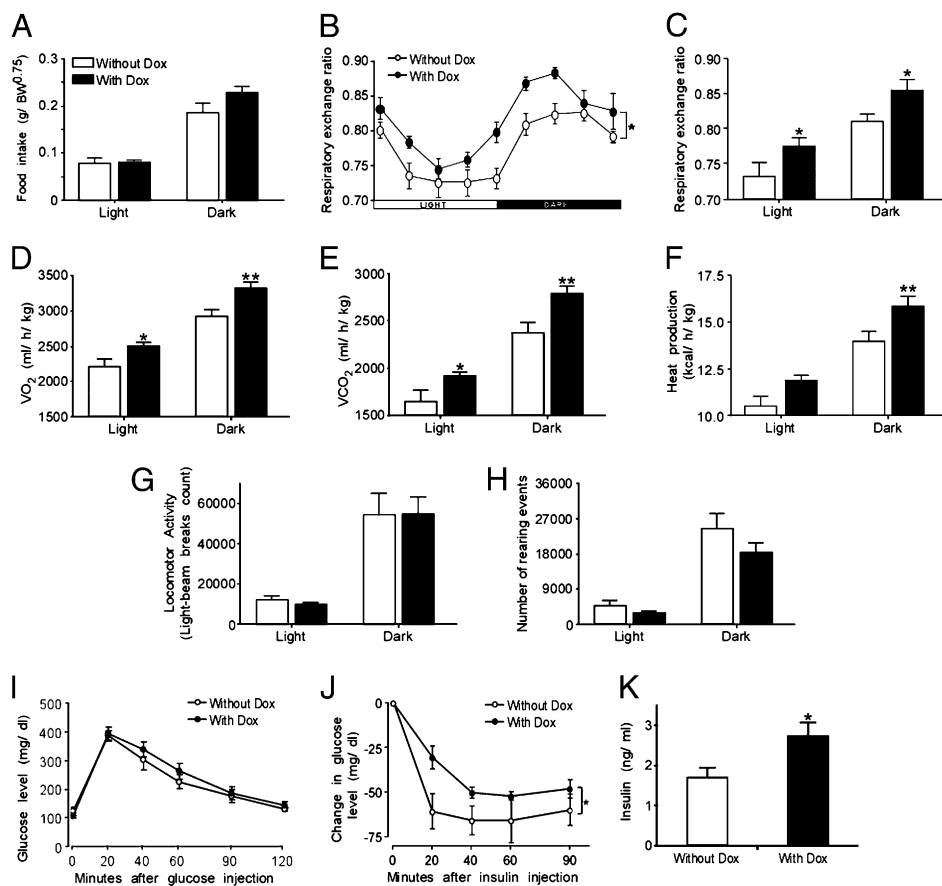 A
Food intake (g/ BW0.75)
0.3
0.2
0.1
0
Without Dox
With Dox
Light
Dark
B
Respiratory exchange ratio
0.90
0.85
0.80
0.75
0.70
Without Dox
With Dox
*
LIGHT
DARK
C
Respiratory exchange ratio
0.90
0.85
0.80
0.75
0.70
*
*
Light
Dark
D
VO2 (ml/ h/ kg)
3500
3000
2500
2000
1500
*
**
Light
Dark
E
VCO2 (ml/ h/ kg)
3000
2500
2000
1500
*
**
Light
Dark
F
Heat production
(kcal/ h/ kg)
17.5
15.0
12.5
10.0
**
Light
Dark
G
Locomotor Activity
(Light-beam breaks count)
60000
40000
20000
0
Light
Dark
H
Number of rearing events
36000
27000
18000
9000
0
Light
Dark
I
Glucose level (mg/ dl)
500
400
300
200
100
0
Without Dox
With Dox
0 20 40 60 90 120
Minutes after glucose injection
J
Change in glucose
level (mg/ dl)
0
-25
-50
-75
Without Dox
With Dox
*
0 20 40 60 90
Minutes after insulin injection
K
Insulin (ng/ ml)
3
2
1
0
*
Without Dox
With Dox